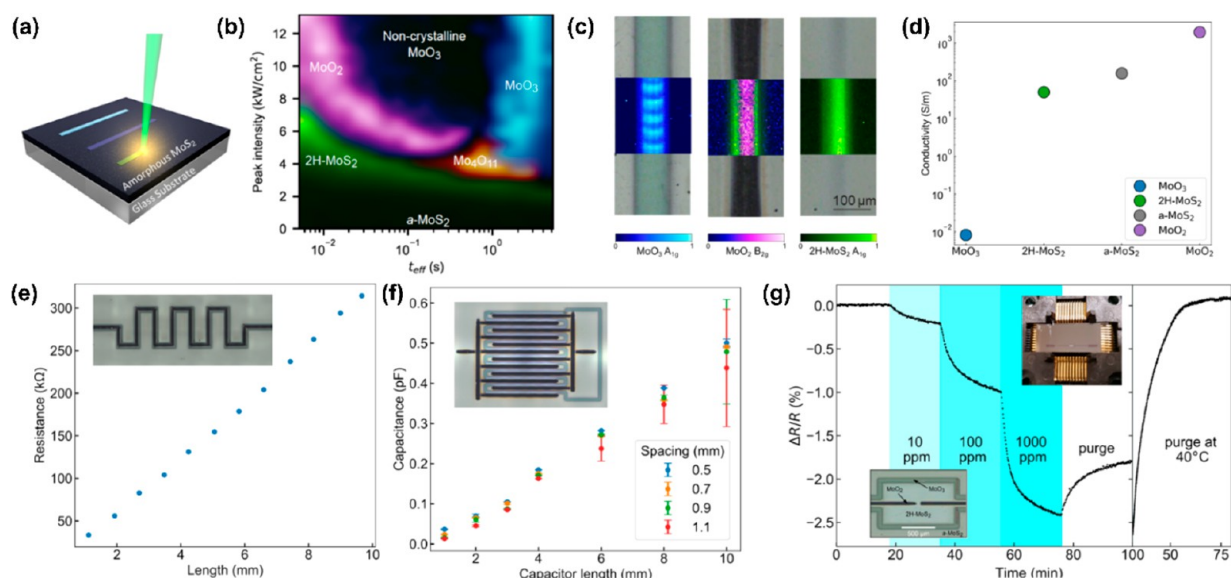 (a)
Amorphous MoS₂
Glass Substrate
(b)
Peak intensity (kW/cm²)
12
10
8
6
4
2
0
MoO₂
Non-crystalline
MoO₃
MoO₃
2H-MoS₂
Mo₄O₁₁
a-MoS₂
10⁻²
10⁻¹
10⁰
t_eff (s)
(c)
100 µm
0
1
MoO₃ A₁g
0
1
MoO₂ B₂g
0
1
2H-MoS₂ A₁g
(d)
Conductivity (S/m)
10³
10²
10¹
10⁰
10⁻¹
10⁻²
MoO₃
2H-MoS₂
a-MoS₂
MoO₂
MoO₃
2H-MoS₂
a-MoS₂
MoO₂
(e)
Resistance (kΩ)
300
250
200
150
100
50
2
4
6
8
10
Length (mm)
(f)
Capacitance (pF)
0.6
0.5
0.4
0.3
0.2
0.1
0.0
Spacing (mm)
0.5
0.7
0.9
1.1
0
2
4
6
8
10
Capacitor length (mm)
(g)
ΔR/R (%)
0.0
−0.5
−1.0
−1.5
−2.0
−2.5
10
ppm
100
ppm
1000
ppm
purge
purge at
40°C
MoO₂
MoO₃
2H-MoS₂
500 µm
a-MoS₂
0
20
40
60
80
100
50
75
Time (min)